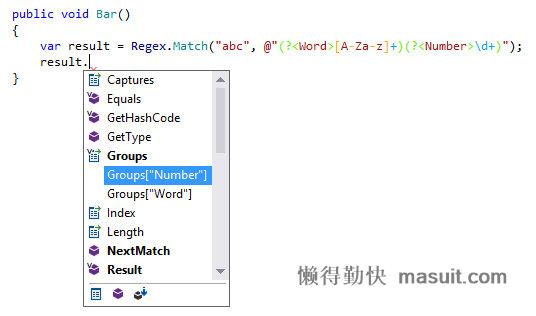 public void Bar()
{
var result = Regex.Match("abc", @"(?<Word>[A-Za-z]+)(?<Number>\d+)");
result.
}
Captures
Equals
GetHashCode
GetType
Groups
Groups["Number"]
Groups["Word"]
Index
Length
NextMatch
Result
懒得勤快 masuit.com